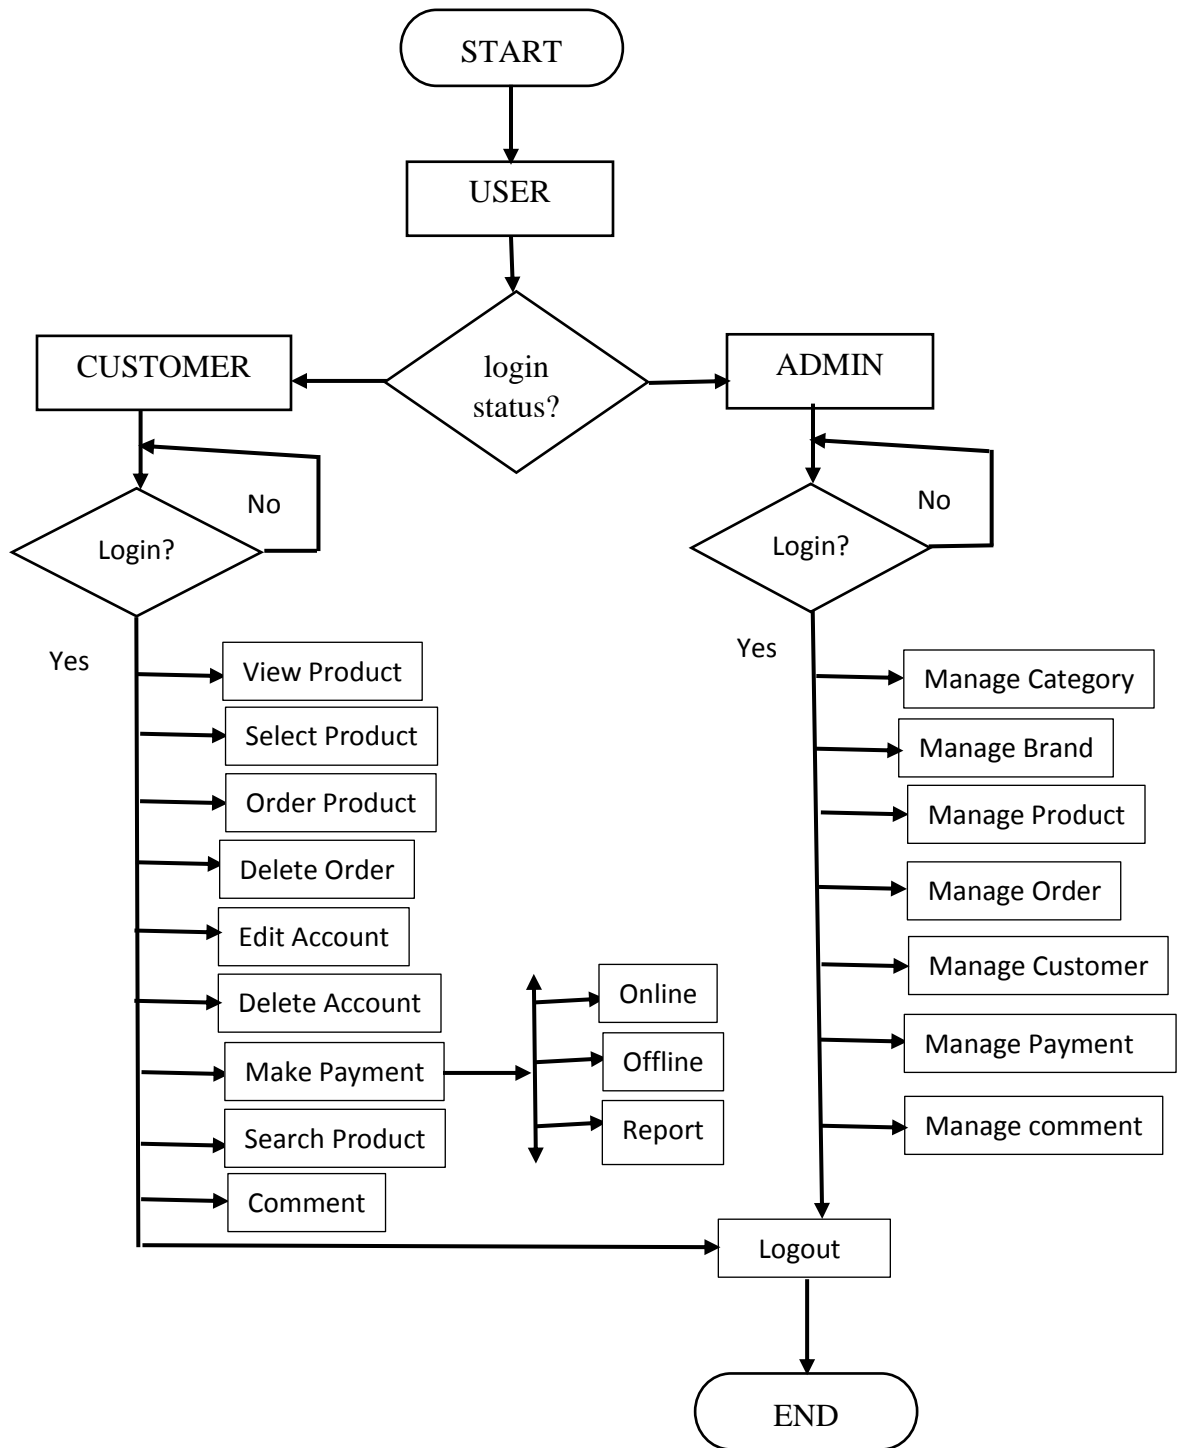 START
USER
login
status?
CUSTOMER
ADMIN
No
Login?
No
Login?
Yes
View Product
Select Product
Order Product
Delete Order
Edit Account
Delete Account
Make Payment
Search Product
Comment
Online
Offline
Report
Yes
Manage Category
Manage Brand
Manage Product
Manage Order
Manage Customer
Manage Payment
Manage comment
Logout
END